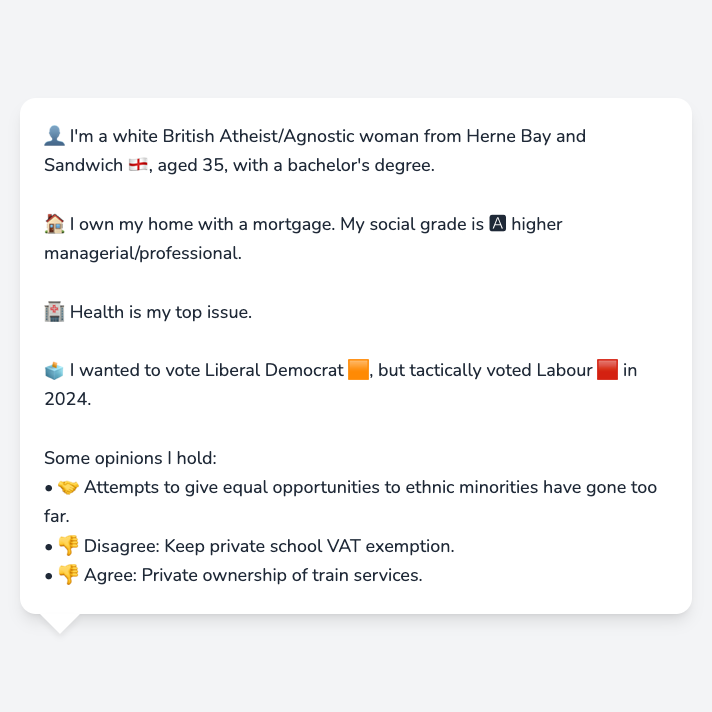 👤 I'm a white British Atheist/Agnostic woman from Herne Bay and
Sandwich 🏴󠁧󠁢󠁥󠁮󠁧󠁿, aged 35, with a bachelor's degree.
🏠 I own my home with a mortgage. My social grade is 🅰 higher
managerial/professional.
🏥 Health is my top issue.
🗳️ I wanted to vote Liberal Democrat 🟧, but tactically voted Labour 🟥 in
2024.
Some opinions I hold:
• 🤝 Attempts to give equal opportunities to ethnic minorities have gone too
far.
• 👎 Disagree: Keep private school VAT exemption.
• 👎 Agree: Private ownership of train services.